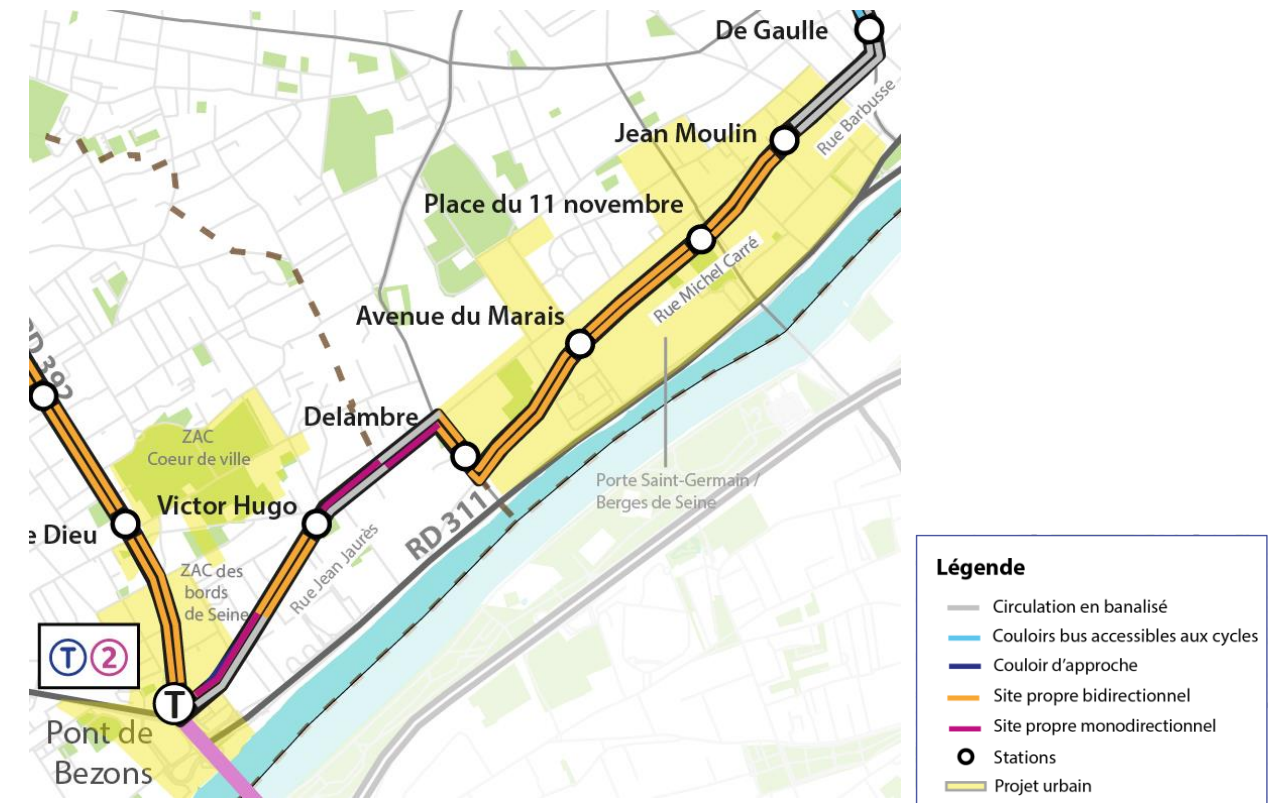 De Gaulle
Rue Barbusse
Jean Moulin
Place du 11 novembre
Rue Michel Carré
Avenue du Marais
RD 392
Delambre
ZAC
Coeur de ville
Porte Saint-Germain /
Berges de Seine
Victor Hugo
RD 311
e Dieu
Rue Jean Jaurès
ZAC des
bords
de Seine
T 2
T
Pont de
Bezons
Légende
Circulation en banalisé
Couloirs bus accessibles aux cycles
Couloir d'approche
Site propre bidirectionnel
Site propre monodirectionnel
Stations
Projet urbain